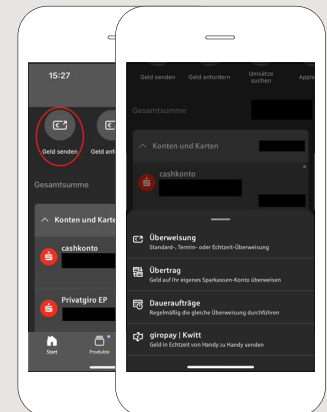 15:27
Geld senden
Geld anf
Gesamtsumme
Konten und Karte
cashkonto
Privatgiro EP
Start
Produkte
Geld senden
Geld anfordern
Umsätze suchen
Apple
Gesamtsumme
Konten und Karten
cashkonto
Überweisung
Standard-, Termin- oder Echtzeit-Überweisung
Übertrag
Geld auf Ihr eigenes Sparkassen-Konto überweisen
Daueraufträge
Regelmäßig die gleiche Überweisung durchführen
giropay | Kwitt
Geld in Echtzeit von Handy zu Handy senden